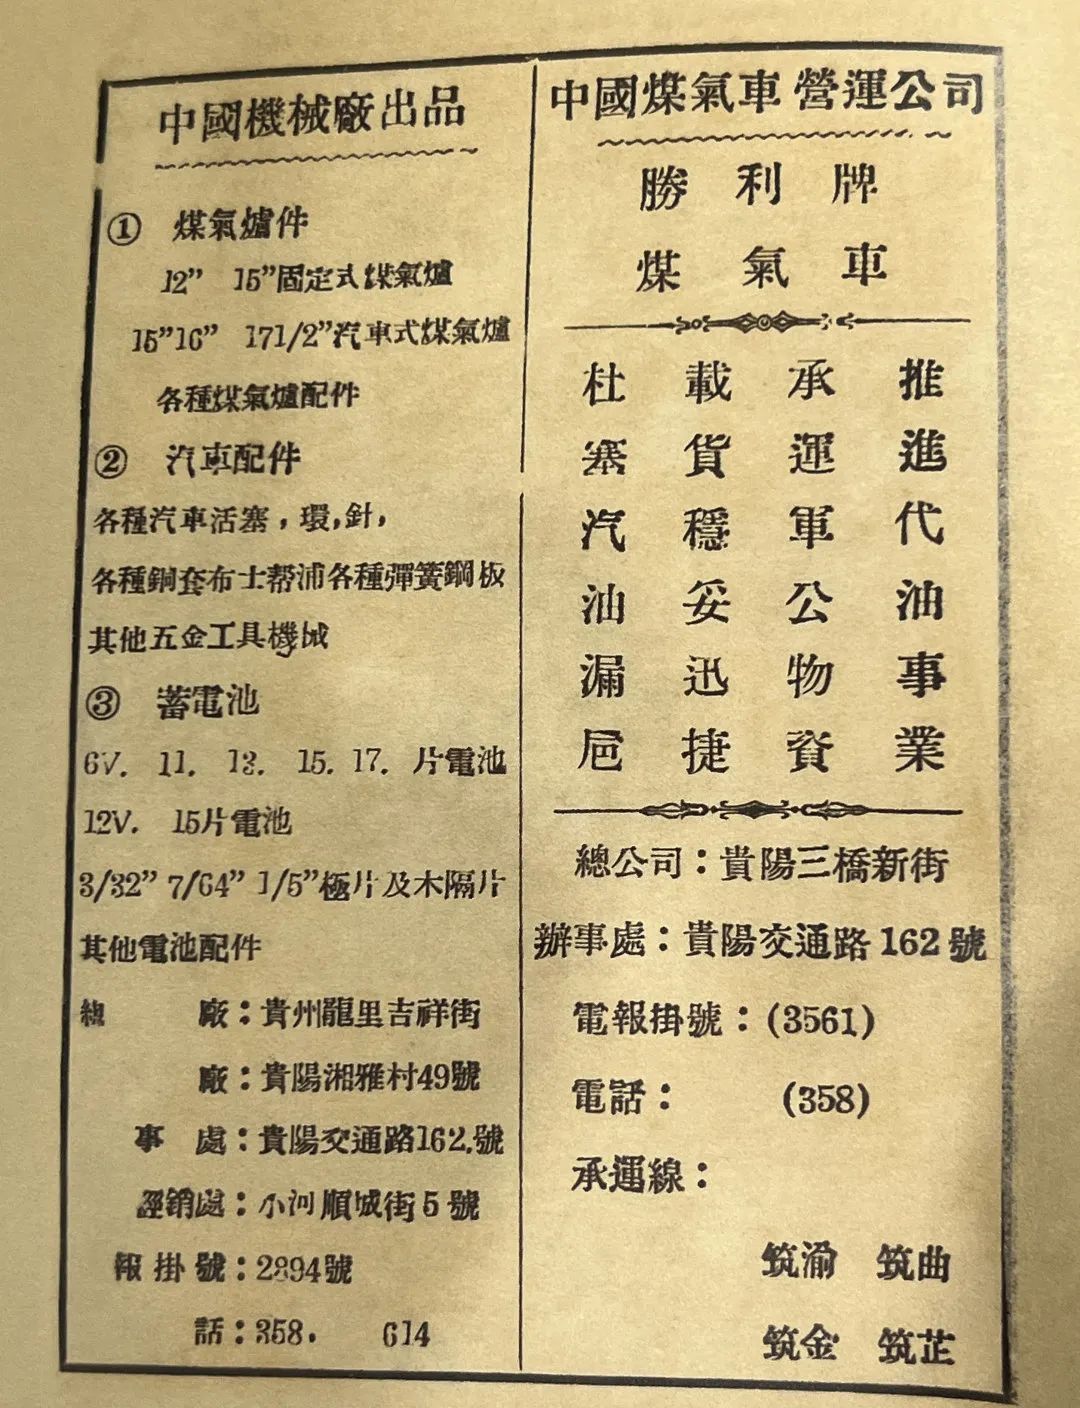 中國機械廠出品
① 煤氣爐件
12” 15”固定式煤氣爐
15”16” 171/2”汽車式煤氣爐
各種煤氣爐配件
② 汽車配件
各種汽車活塞，環，針，
各種銅套布士幫浦各種彈簧鋼板
其他五金工具機械
③ 蓄電池
6V. 11. 13. 15. 17. 片電池
12V. 15片電池
3/32” 7/64” 1/5”極片及木隔片
其他電池配件
總 廠：貴州龍里吉祥街
廠：貴陽湘雅村49號
事 處：貴陽交通路162.號
經銷處：小河順城街5號
報掛號：2894號
話：358. 614
中國煤氣車營運公司
勝利牌
煤氣車
推進代油事業
承運軍公物資
載貨穩妥迅捷
杜塞汽油漏巵
總公司：貴陽三橋新街
辦事處：貴陽交通路162號
電報掛號：(3561)
電話： (358)
承運線：
筑渝 筑曲
筑金 筑芷